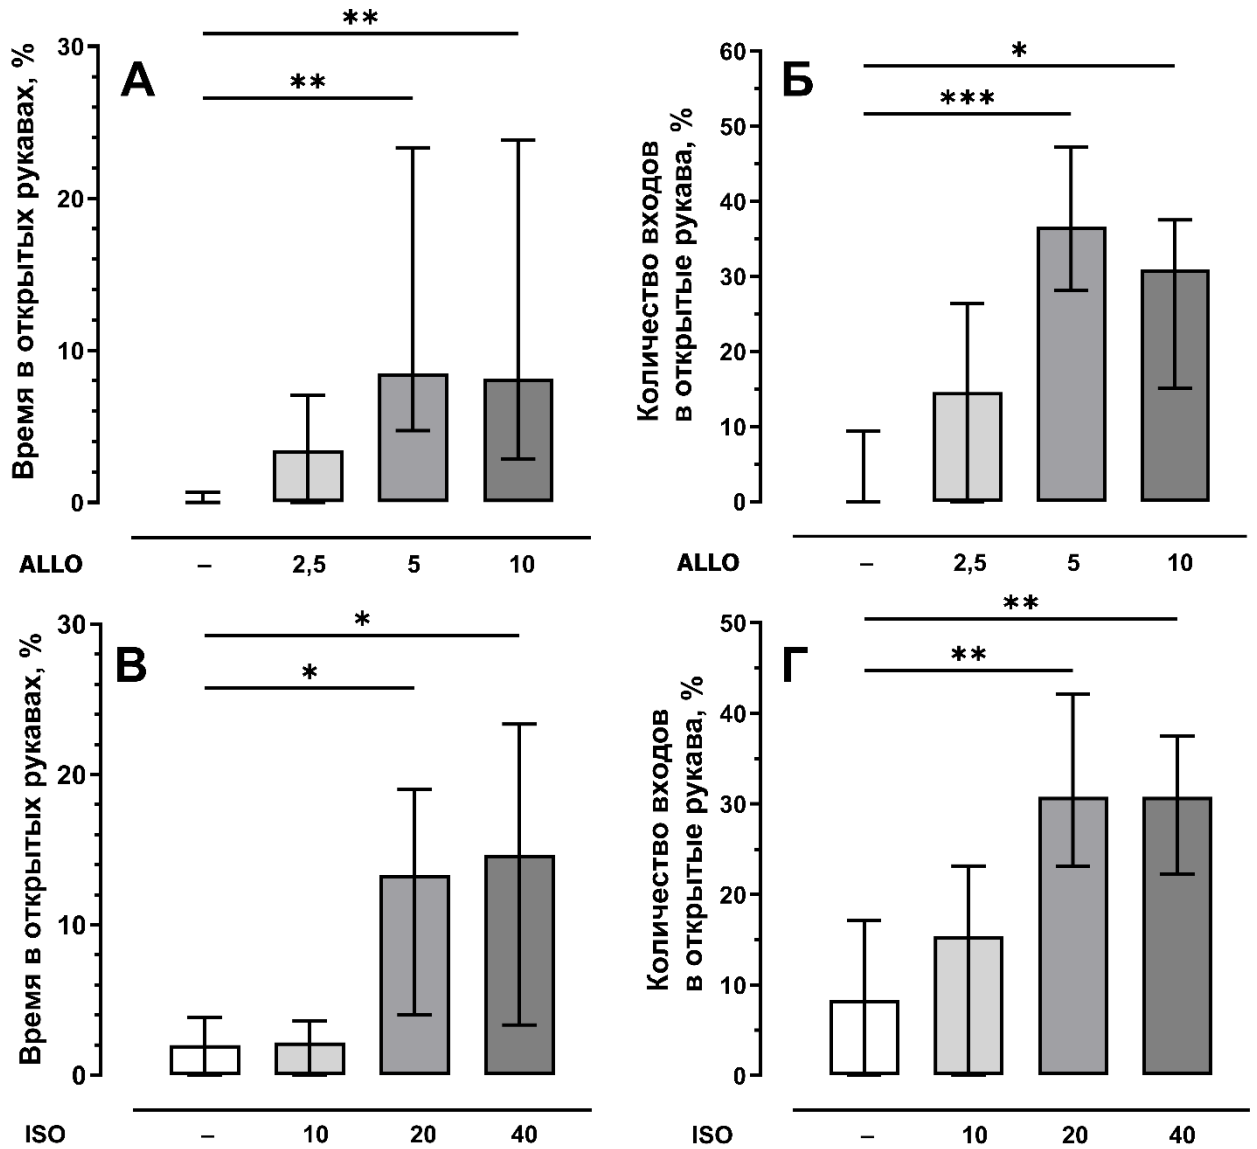 А
Время в открытых рукавах, %
30
20
10
0
**
**
ALLO – 2,5 5 10
Б
Количество входов
в открытые рукава, %
60
50
40
30
20
10
0
*
***
ALLO – 2,5 5 10
В
Время в открытых рукавах, %
30
20
10
0
*
*
ISO – 10 20 40
Г
Количество входов
в открытые рукава, %
50
40
30
20
10
0
**
**
ISO – 10 20 40